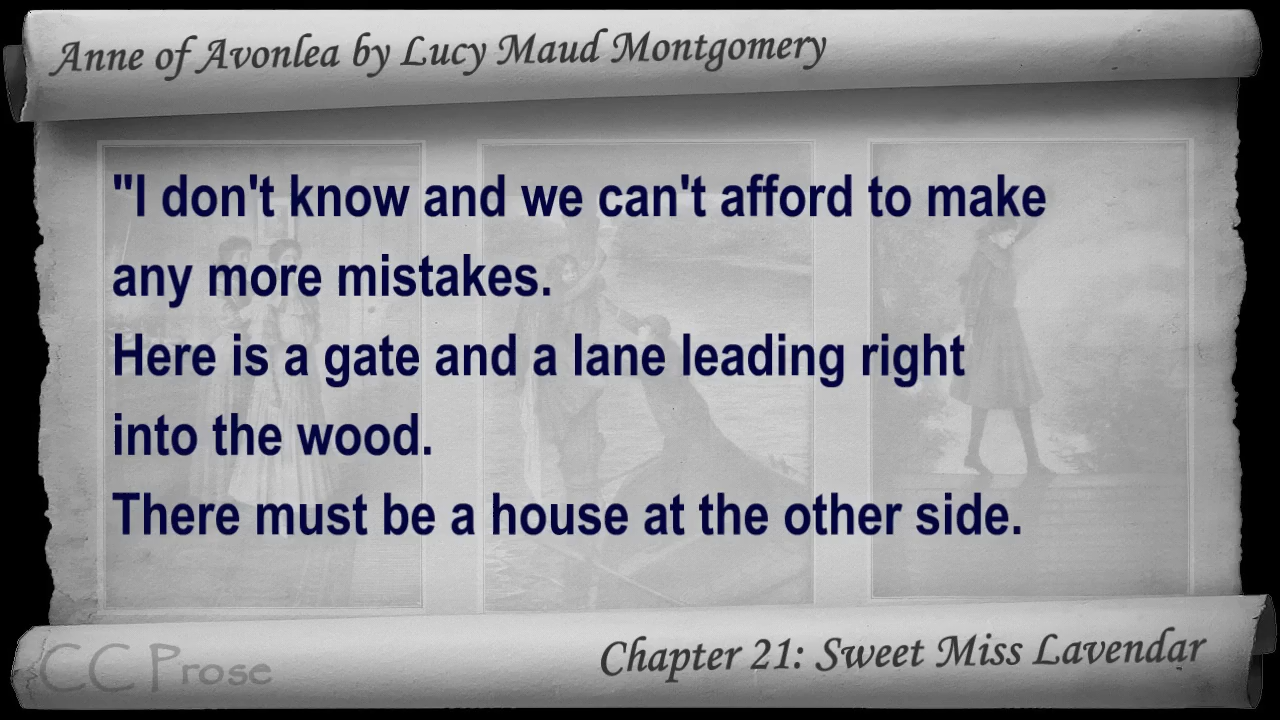 Anne of Avonlea by Lucy Maud Montgomery
"I don't know and we can't afford to make
any more mistakes.
Here is a gate and a lane leading right
into the wood.
There must be a house at the other side.
CC Prose
Chapter 21: Sweet Miss Lavendar